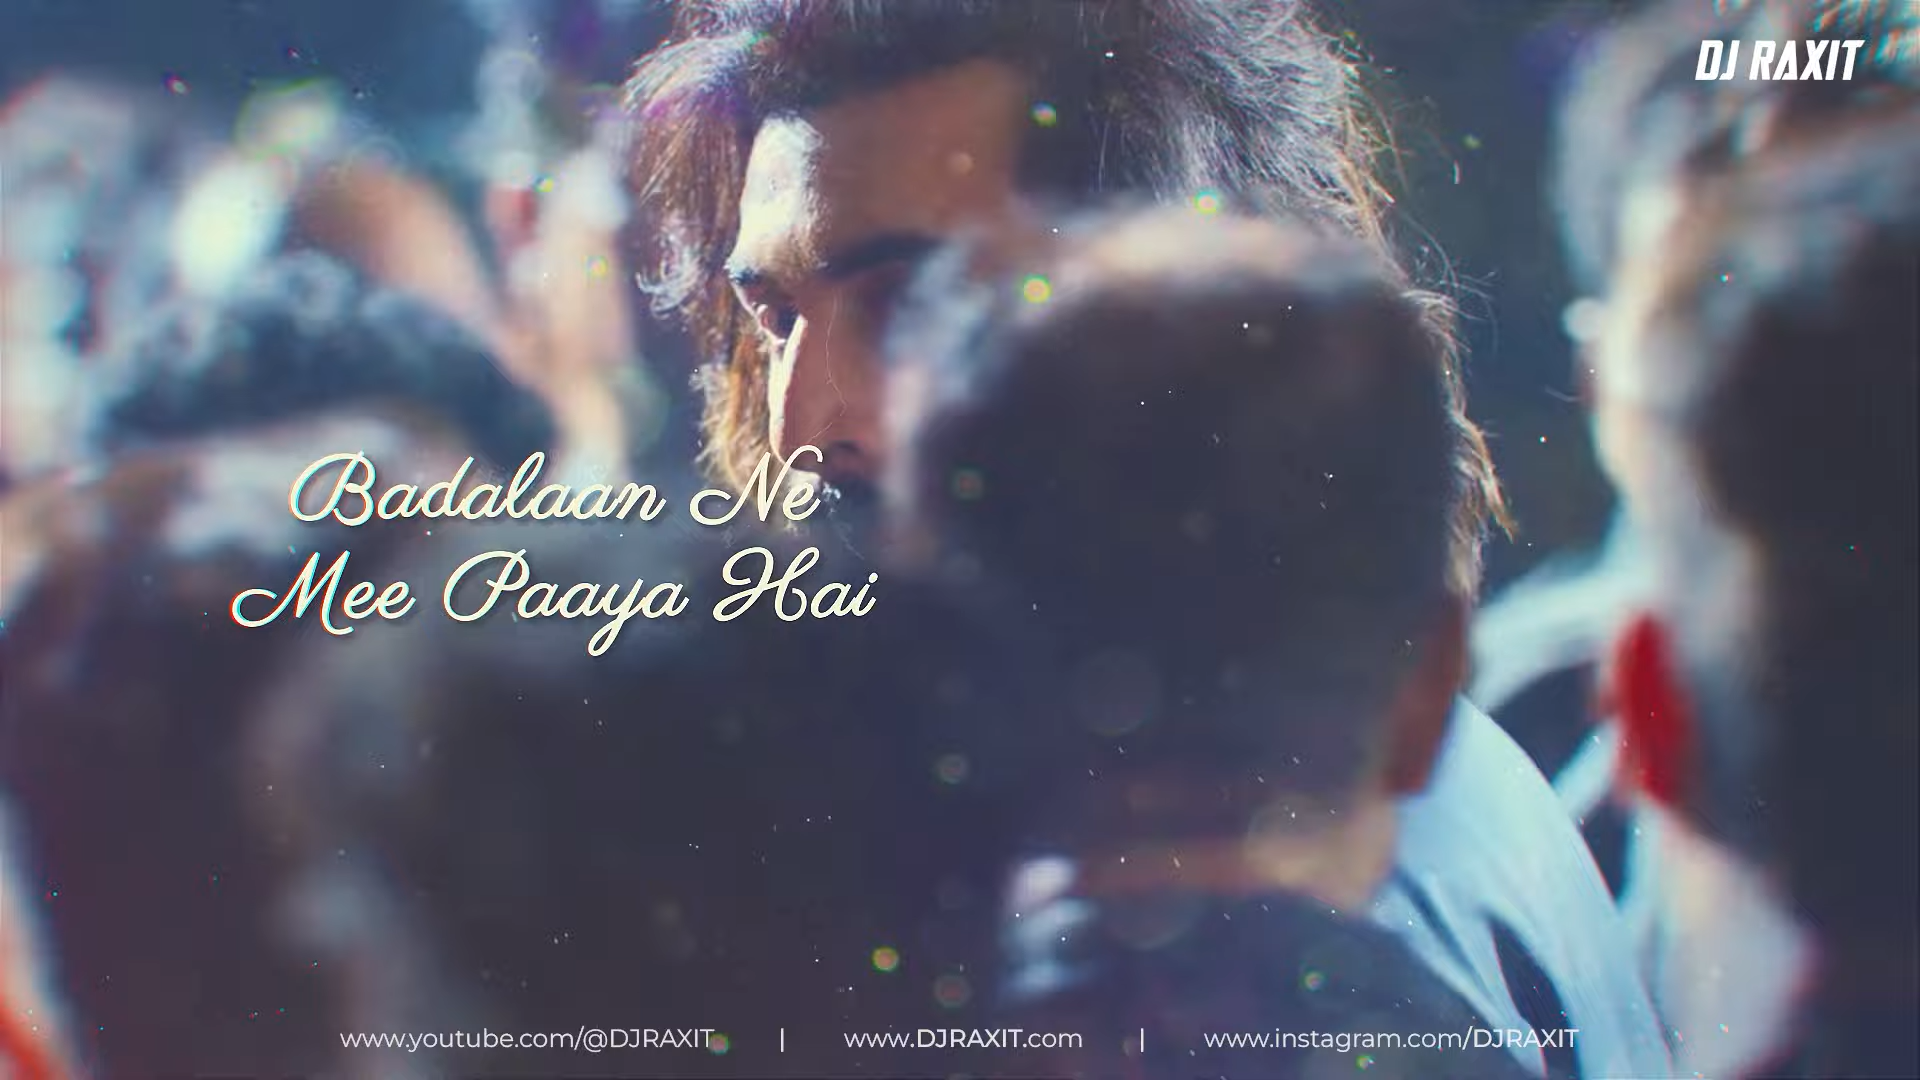 DJ RAXIT
Badalaan Ne
Mee Paaya Hai
www.youtube.com/@DJRAXIT | www.DJRAXIT.com | www.instagram.com/DJRAXIT